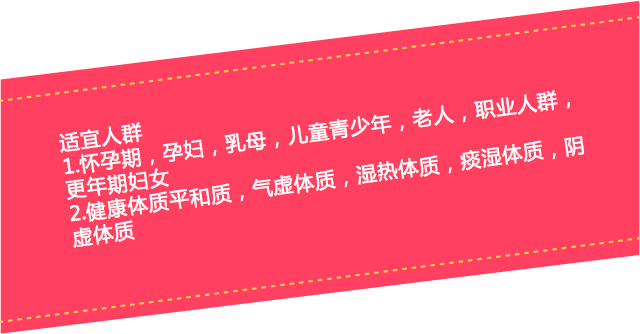 适宜人群
1.怀孕期，孕妇，乳母，儿童青少年，老人，职业人群，
更年期妇女
2.健康体质平和质，气虚体质，湿热体质，痰湿体质，阴
虚体质